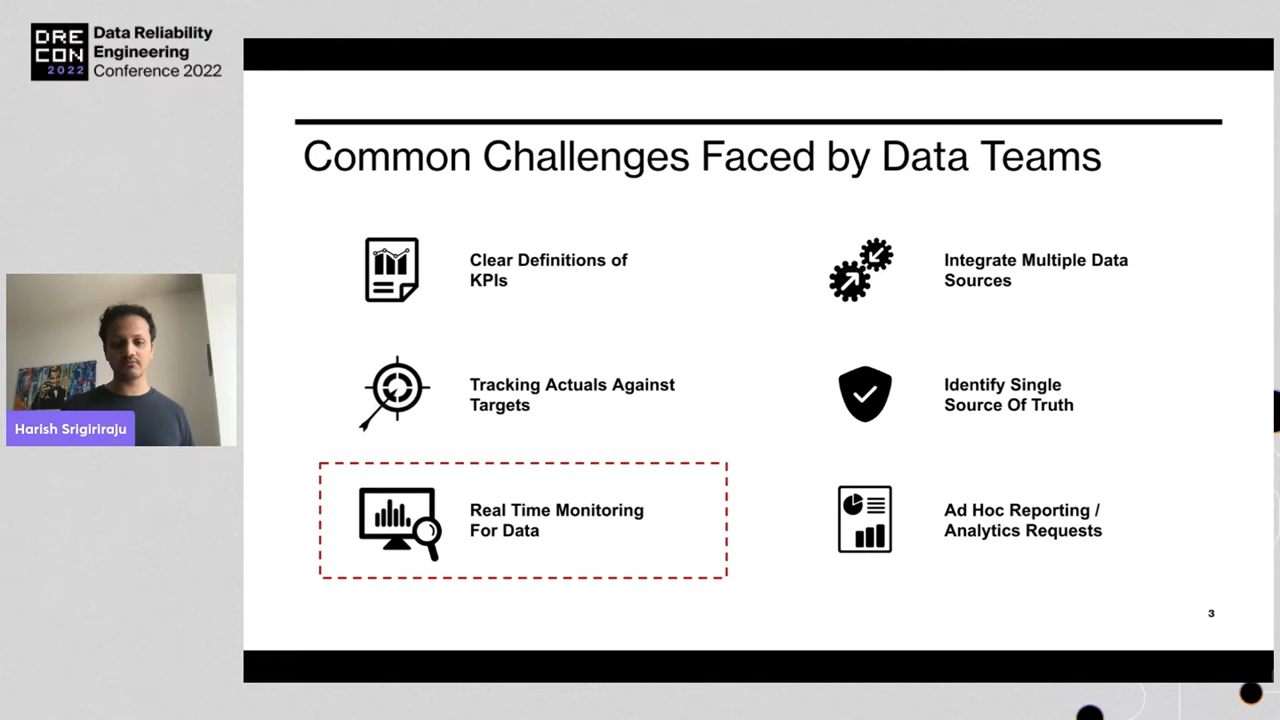 DRE
CON
2022
Data Reliability
Engineering
Conference 2022
Harish Srigiriraju
Common Challenges Faced by Data Teams
Clear Definitions of
KPIs
Integrate Multiple Data
Sources
Tracking Actuals Against
Targets
Identify Single
Source Of Truth
Real Time Monitoring
For Data
Ad Hoc Reporting /
Analytics Requests
3